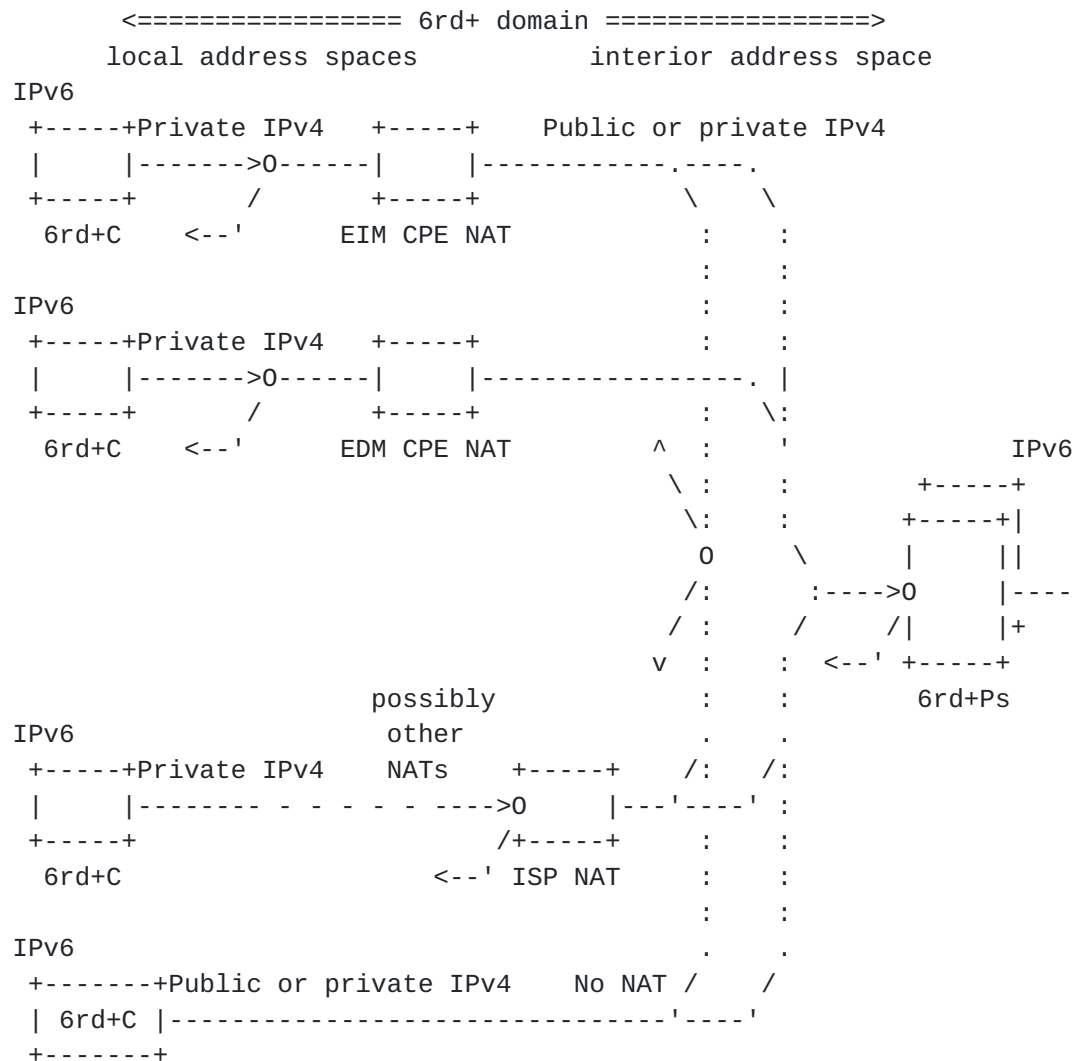 <================= 6rd+ domain =================>
local address spaces interior address space
IPv6
+-----+Private IPv4 +-----+ Public or private IPv4
| |------->O------| |------------.----.
+-----+ / +-----+ \ \
6rd+C <--' EIM CPE NAT : :
: :
IPv6 : :
+-----+Private IPv4 +-----+ : :
| |------->O------| |-----------------. |
+-----+ / +-----+ : \:
6rd+C <--' EDM CPE NAT ^ : ' IPv6
\ : : +-----+
\: : +-----+|
O \ | ||
/: :---->O |----
/ : / /| |+
v : : <--' +-----+
possibly : : 6rd+Ps
IPv6 other . .
+-----+Private IPv4 NATs +-----+ /: /:
| |-------- - - - - - ---->O |---'----' :
+-----+ /+-----+ : :
6rd+C <--' ISP NAT : :
: :
IPv6 . .
+-------+Public or private IPv4 No NAT / /
| 6rd+C |--------------------------------'----'
+-------+